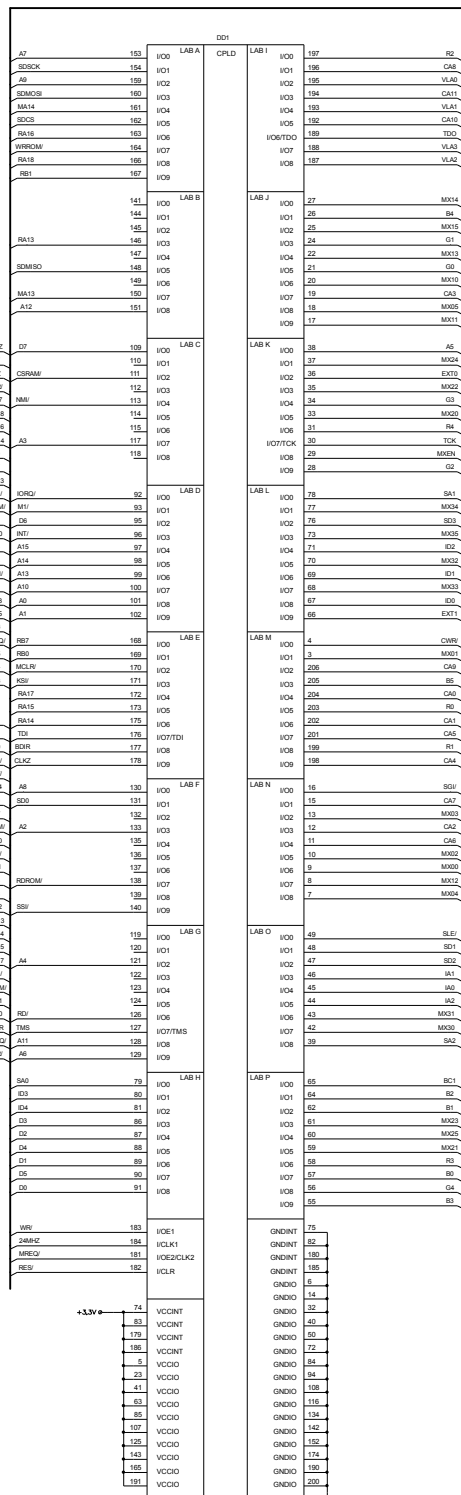 DD1
LAB A CPLD LAB I
A7 153 I/O0 I/O0 197 R2
SDSCK 154 I/O1 I/O1 196 CA8
A9 159 I/O2 I/O2 195 VLA0
SDMOSI 160 I/O3 I/O3 194 CA11
MA14 161 I/O4 I/O4 193 VLA1
SDCS 162 I/O5 I/O5 192 CA10
RA16 163 I/O6 I/O6/TDO 189 TDO
WRROM/ 164 I/O7 I/O7 188 VLA3
RA18 166 I/O8 I/O8 187 VLA2
RB1 167 I/O9
LAB B LAB J
141 I/O0 I/O0 27 MX14
144 I/O1 I/O1 26 B4
145 I/O2 I/O2 25 MX15
RA13 146 I/O3 I/O3 24 G1
147 I/O4 I/O4 22 MX13
SDMISO 148 I/O5 I/O5 21 G0
149 I/O6 I/O6 20 MX10
MA13 150 I/O7 I/O7 19 CA3
A12 151 I/O8 I/O8 18 MX05
I/O9 17 MX11
LAB C LAB K
D7 109 I/O0 I/O0 38 A5
110 I/O1 I/O1 37 MX24
CSRAM/ 111 I/O2 I/O2 36 EXT0
112 I/O3 I/O3 35 MX22
NMI/ 113 I/O4 I/O4 34 G3
114 I/O5 I/O5 33 MX20
115 I/O6 I/O6 31 R4
A3 117 I/O7 I/O7/TCK 30 TCK
118 I/O8 I/O8 29 MXEN
I/O9 28 G2
LAB D LAB L
IORQ/ 92 I/O0 I/O0 78 SA1
M1/ 93 I/O1 I/O1 77 MX34
D6 95 I/O2 I/O2 76 SD3
INT/ 96 I/O3 I/O3 73 MX35
A15 97 I/O4 I/O4 71 ID2
A14 98 I/O5 I/O5 70 MX32
A13 99 I/O6 I/O6 69 ID1
A10 100 I/O7 I/O7 68 MX33
A0 101 I/O8 I/O8 67 ID0
A1 102 I/O9 I/O9 66 EXT1
LAB E LAB M
RB7 168 I/O0 I/O0 4 CWR/
RB0 169 I/O1 I/O1 3 MX01
MCLR/ 170 I/O2 I/O2 206 CA9
KSI/ 171 I/O3 I/O3 205 B5
RA17 172 I/O4 I/O4 204 CA0
RA15 173 I/O5 I/O5 203 R0
RA14 175 I/O6 I/O6 202 CA1
TDI 176 I/O7/TDI I/O7 201 CA5
BDIR 177 I/O8 I/O8 199 R1
CLKZ 178 I/O9 I/O9 198 CA4
LAB F LAB N
A8 130 I/O0 I/O0 16 SGI/
SD0 131 I/O1 I/O1 15 CA7
132 I/O2 I/O2 13 MX03
A2 133 I/O3 I/O3 12 CA2
135 I/O4 I/O4 11 CA6
136 I/O5 I/O5 10 MX02
137 I/O6 I/O6 9 MX00
RDROM/ 138 I/O7 I/O7 8 MX12
139 I/O8 I/O8 7 MX04
SSI/ 140 I/O9
LAB G LAB O
119 I/O0 I/O0 49 SLE/
120 I/O1 I/O1 48 SD1
A4 121 I/O2 I/O2 47 SD2
122 I/O3 I/O3 46 IA1
123 I/O4 I/O4 45 IA0
124 I/O5 I/O5 44 IA2
RD/ 126 I/O6 I/O6 43 MX31
TMS 127 I/O7/TMS I/O7 42 MX30
A11 128 I/O8 I/O8 39 SA2
A6 129 I/O9
LAB H LAB P
SA0 79 I/O0 I/O0 65 BC1
ID3 80 I/O1 I/O1 64 B2
ID4 81 I/O2 I/O2 62 B1
D3 86 I/O3 I/O3 61 MX23
D2 87 I/O4 I/O4 60 MX25
D4 88 I/O5 I/O5 59 MX21
D1 89 I/O6 I/O6 58 R3
D5 90 I/O7 I/O7 57 B0
D0 91 I/O8 I/O8 56 G4
I/O9 55 B3
WR/ 183 I/OE1 GNDINT 75
24MHZ 184 I/CLK1 GNDINT 82
MREQ/ 181 I/OE2/CLK2 GNDINT 180
RES/ 182 I/CLR GNDINT 185
GNDIO 6
GNDIO 14
+3,3V 74 VCCINT GNDIO 32
83 VCCINT GNDIO 40
179 VCCINT GNDIO 50
186 VCCINT GNDIO 72
5 VCCIO GNDIO 84
23 VCCIO GNDIO 94
41 VCCIO GNDIO 108
63 VCCIO GNDIO 116
85 VCCIO GNDIO 134
107 VCCIO GNDIO 142
125 VCCIO GNDIO 152
143 VCCIO GNDIO 174
165 VCCIO GNDIO 190
191 VCCIO GNDIO 200